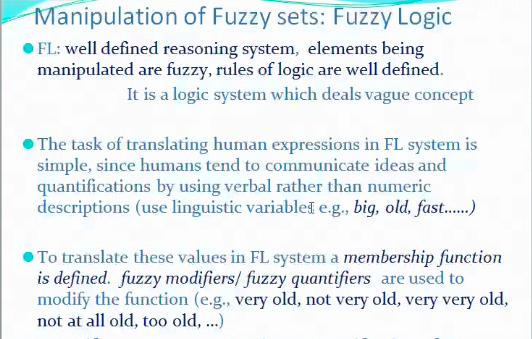 Manipulation of Fuzzy sets: Fuzzy Logic
FL: well defined reasoning system, elements being
manipulated are fuzzy, rules of logic are well defined.
It is a logic system which deals vague concept
The task of translating human expressions in FL system is
simple, since humans tend to communicate ideas and
quantifications by using verbal rather than numeric
descriptions (use linguistic variables e.g., big, old, fast......)
To translate these values in FL system a membership function
is defined. fuzzy modifiers/ fuzzy quantifiers are used to
modify the function (e.g., very old, not very old, very very old,
not at all old, too old, ...)